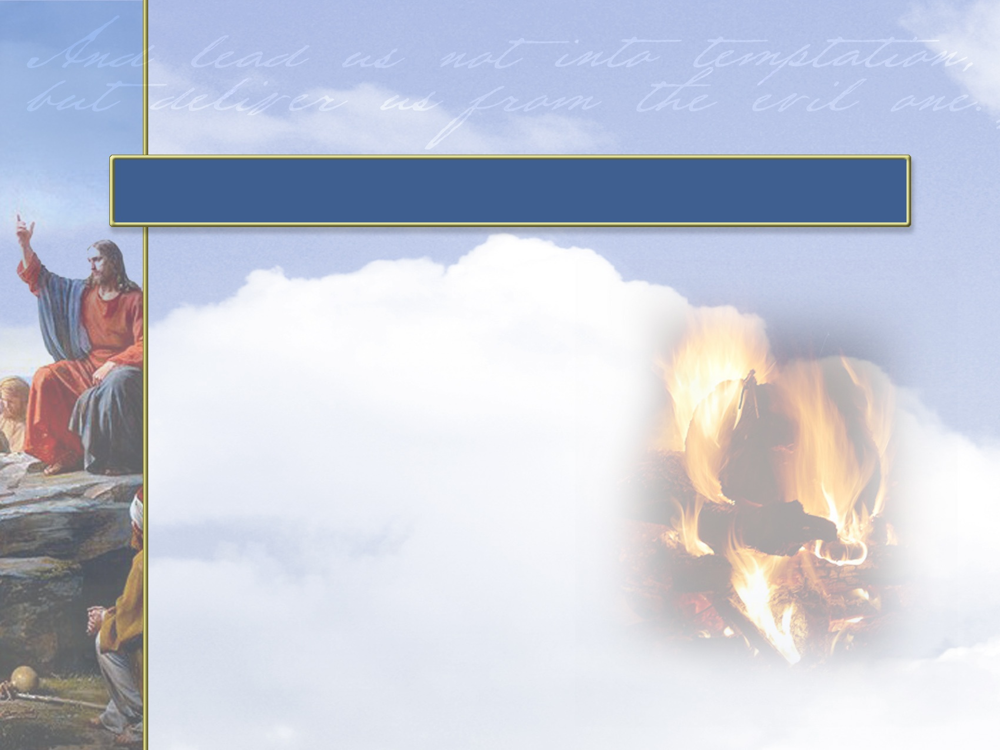 And lead us not into temptation,
but deliver us from the evil one.